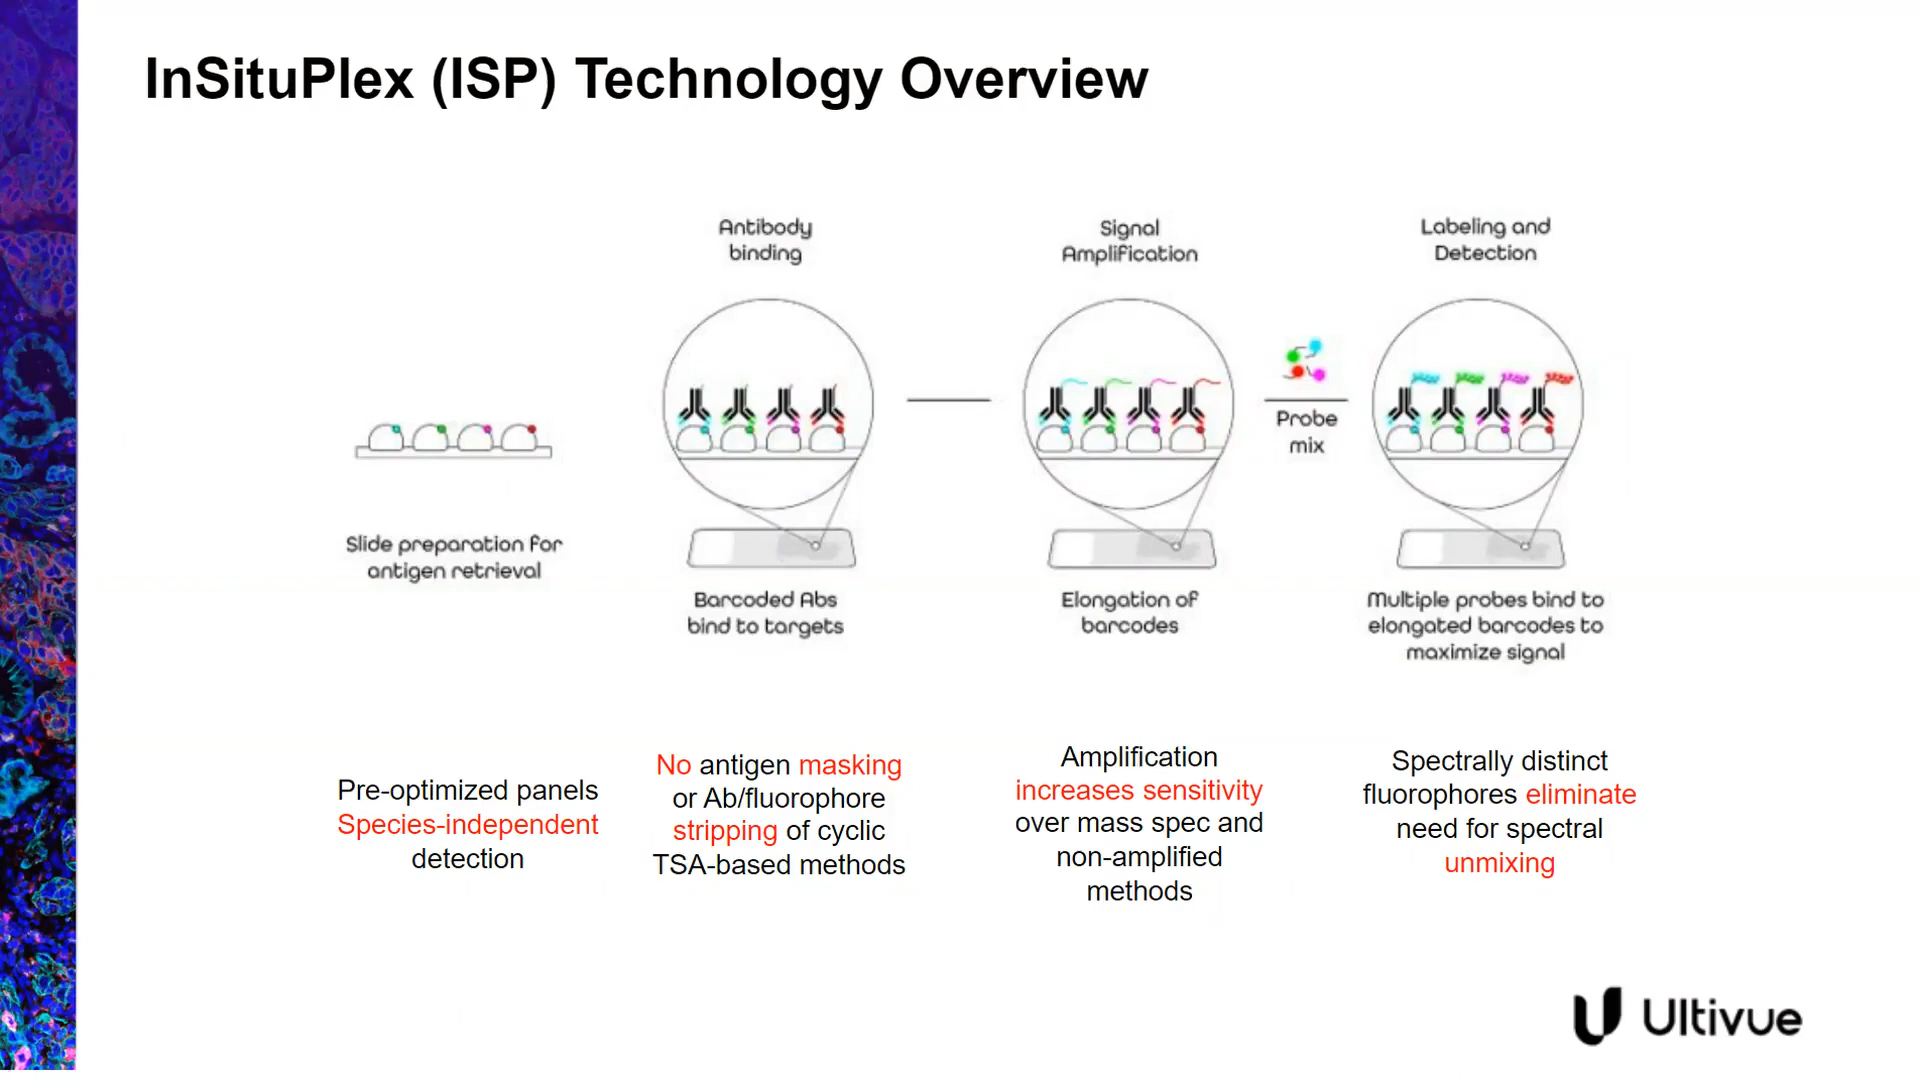 InSituPlex (ISP) Technology Overview
Antibody
binding
Signal
Amplification
Labeling and
Detection
Probe
mix
Slide preparation for
antigen retrieval
Barcoded Abs
bind to targets
Elongation of
barcodes
Multiple probes bind to
elongated barcodes to
maximize signal
Pre-optimized panels
Species-independent
detection
No antigen masking
or Ab/fluorophore
stripping of cyclic
TSA-based methods
Amplification
increases sensitivity
over mass spec and
non-amplified
methods
Spectrally distinct
fluorophores eliminate
need for spectral
unmixing
Ultivue